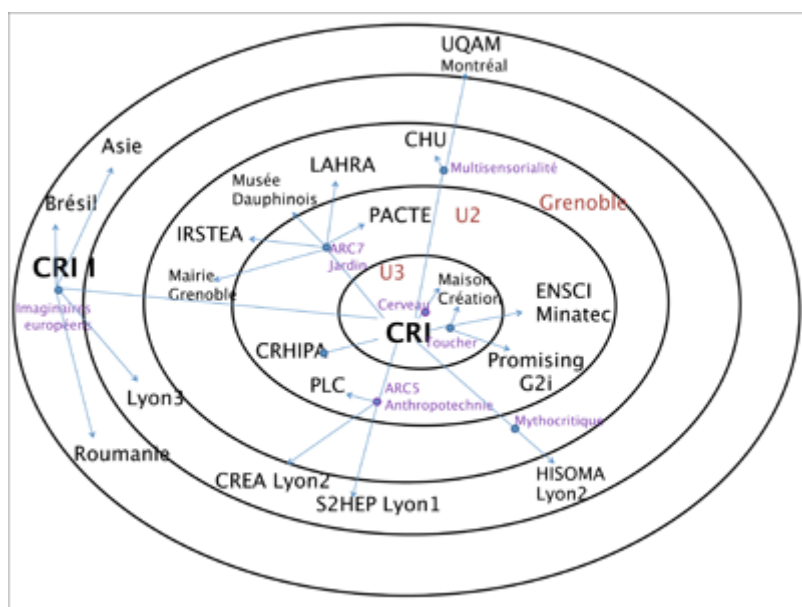 UQAM
Montréal
Asie
CHU
Multisensorialité
LAHRA
Musée
Dauphinois
Brésil
Grenoble
PACTE
U2
IRSTEA
ARC7
Jardin
CRI I
U3
Mairie
Grenoble
Maison
Création
ENSCI
Minatec
Imaginaires
européens
Cerveau
CRI
Toucher
CRHIPA
Promising
G2i
PLC
ARC5
Anthropotechnie
Lyon3
Mythocritique
Roumanie
CREA Lyon2
HISOMA
Lyon2
S2HEP Lyon1